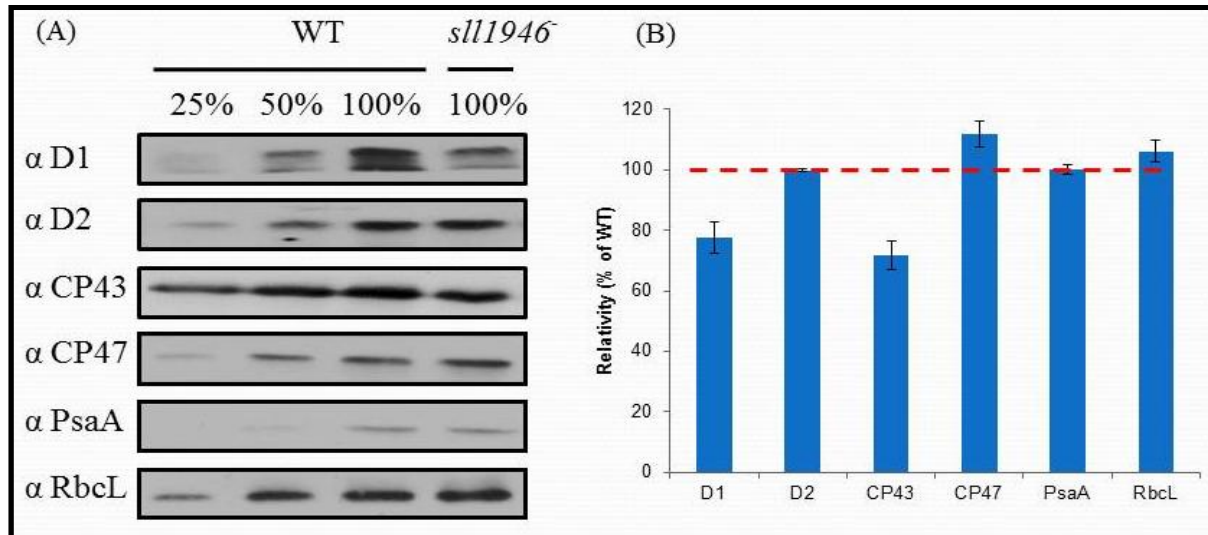 (A) WT sll1946⁻
25% 50% 100% 100%
α D1
α D2
α CP43
α CP47
α PsaA
α RbcL
(B)
Relativity (% of WT)
120
100
80
60
40
20
0
D1 D2 CP43 CP47 PsaA RbcL